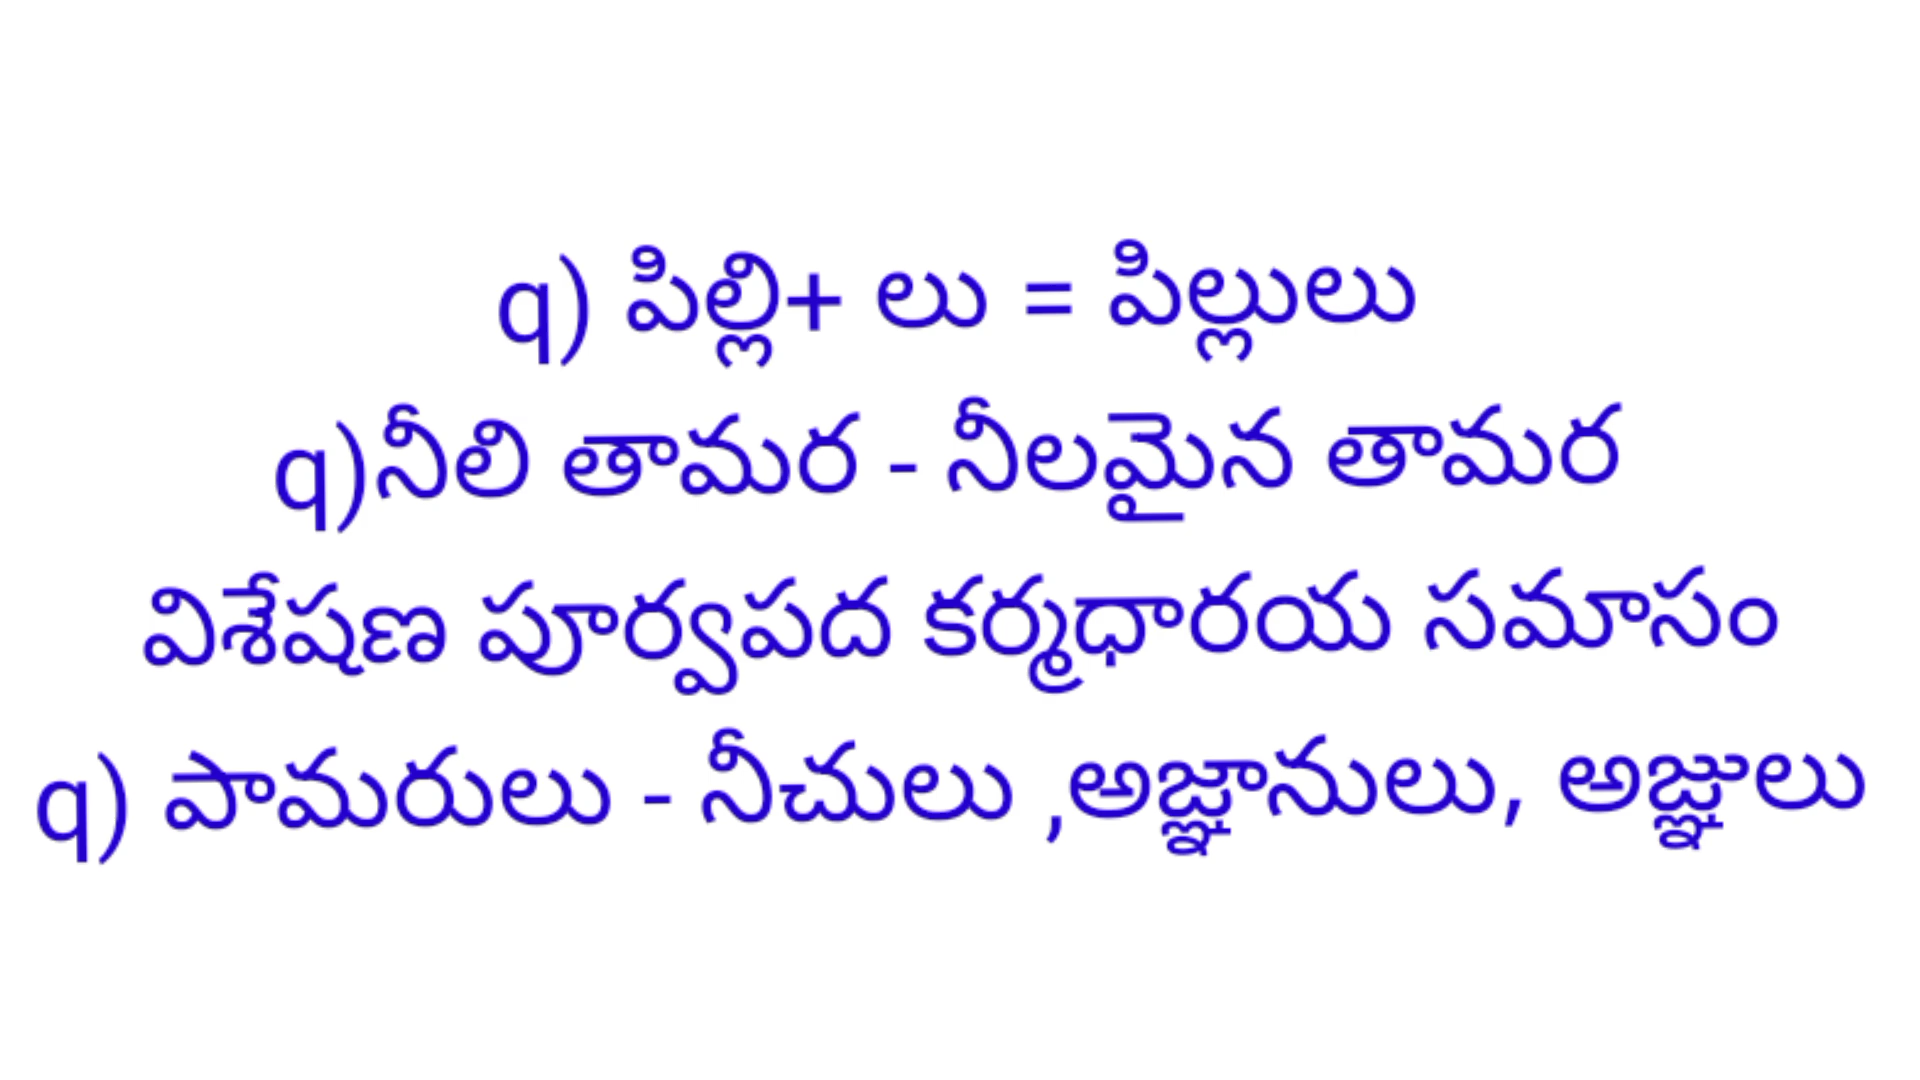 q) పిల్లి+ లు = పిల్లులు
q)నీలి తామర - నీలమైన తామర
విశేషణ పూర్వపద కర్మధారయ సమాసం
q) పామరులు - నీచులు ,అజ్ఞానులు, అజ్ఞులు